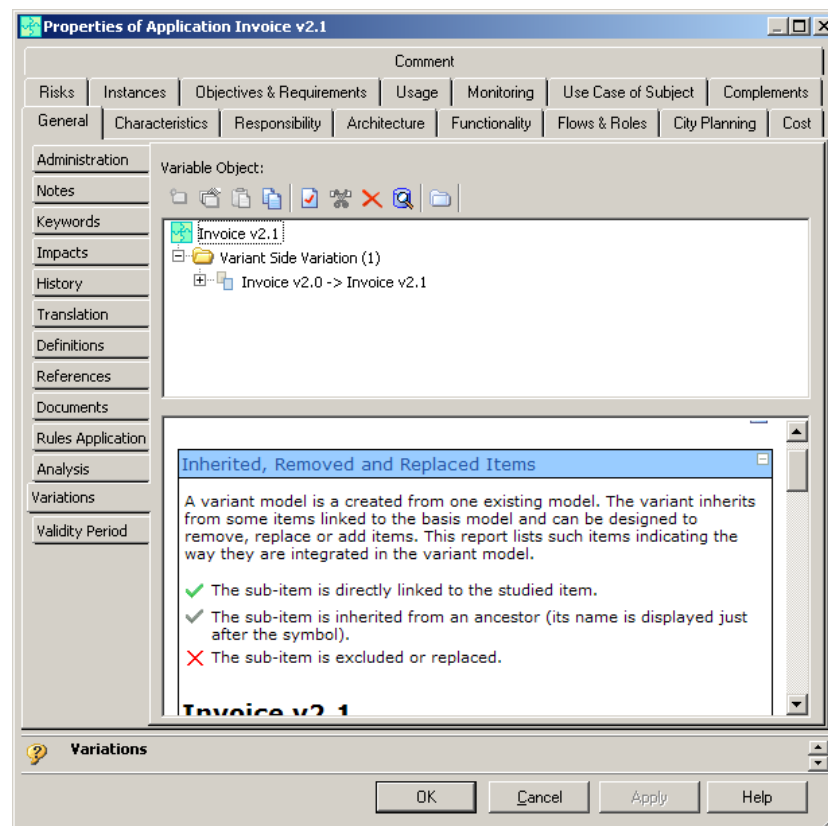 Properties of Application Invoice v2.1
Comment
Risks Instances Objectives & Requirements Usage Monitoring Use Case of Subject Complements
General Characteristics Responsibility Architecture Functionality Flows & Roles City Planning Cost
Administration
Notes
Keywords
Impacts
History
Translation
Definitions
References
Documents
Rules Application
Analysis
Variations
Validity Period
Variable Object:
Invoice v2.1
Variant Side Variation (1)
Invoice v2.0 -> Invoice v2.1
Inherited, Removed and Replaced Items
A variant model is a created from one existing model. The variant inherits
from some items linked to the basis model and can be designed to
remove, replace or add items. This report lists such items indicating the
way they are integrated in the variant model.
The sub-item is directly linked to the studied item.
The sub-item is inherited from an ancestor (its name is displayed just
after the symbol).
The sub-item is excluded or replaced.
Invoice v2.1
Variations
OK Cancel Apply Help